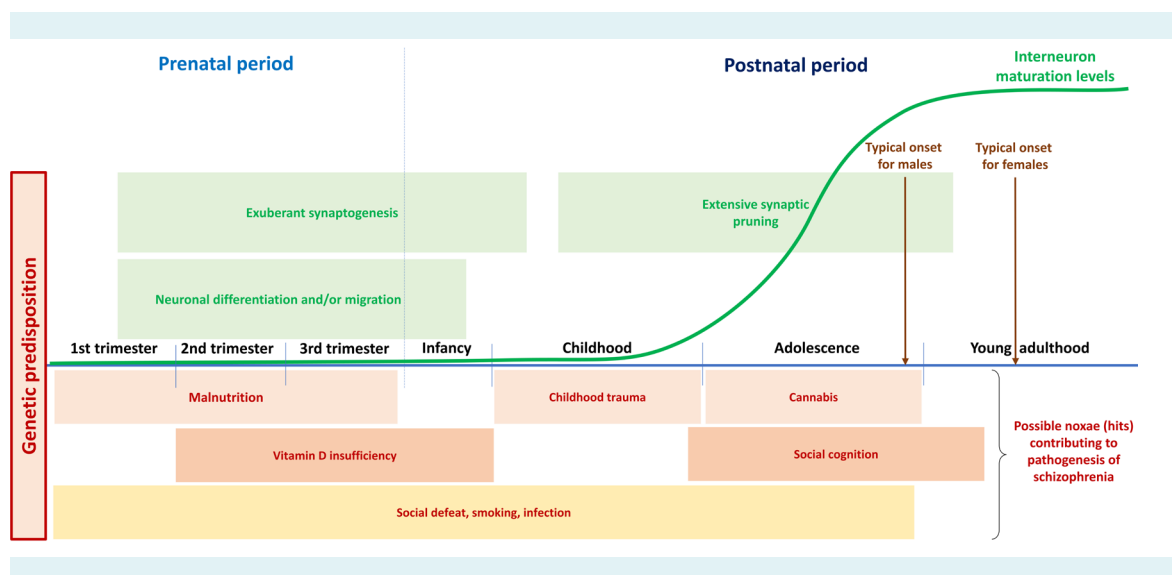 Prenatal period
Postnatal period
Interneuron
maturation levels
Typical onset
for males
Typical onset
for females
Genetic predisposition
Exuberant synaptogenesis
Extensive synaptic
pruning
Neuronal differentiation and/or migration
1st trimester
2nd trimester
3rd trimester
Infancy
Childhood
Adolescence
Young adulthood
Malnutrition
Childhood trauma
Cannabis
Vitamin D insufficiency
Social cognition
Social defeat, smoking, infection
Possible noxae (hits)
contributing to
pathogenesis of
schizophrenia